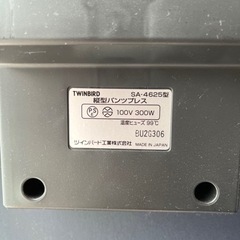 TWINBIRD SA-4625型
縦型パンツプレス
100V 300W
温度ヒューズ 99℃
BU2G306
ツインバード工業株式会社 MADE IN JAPAN